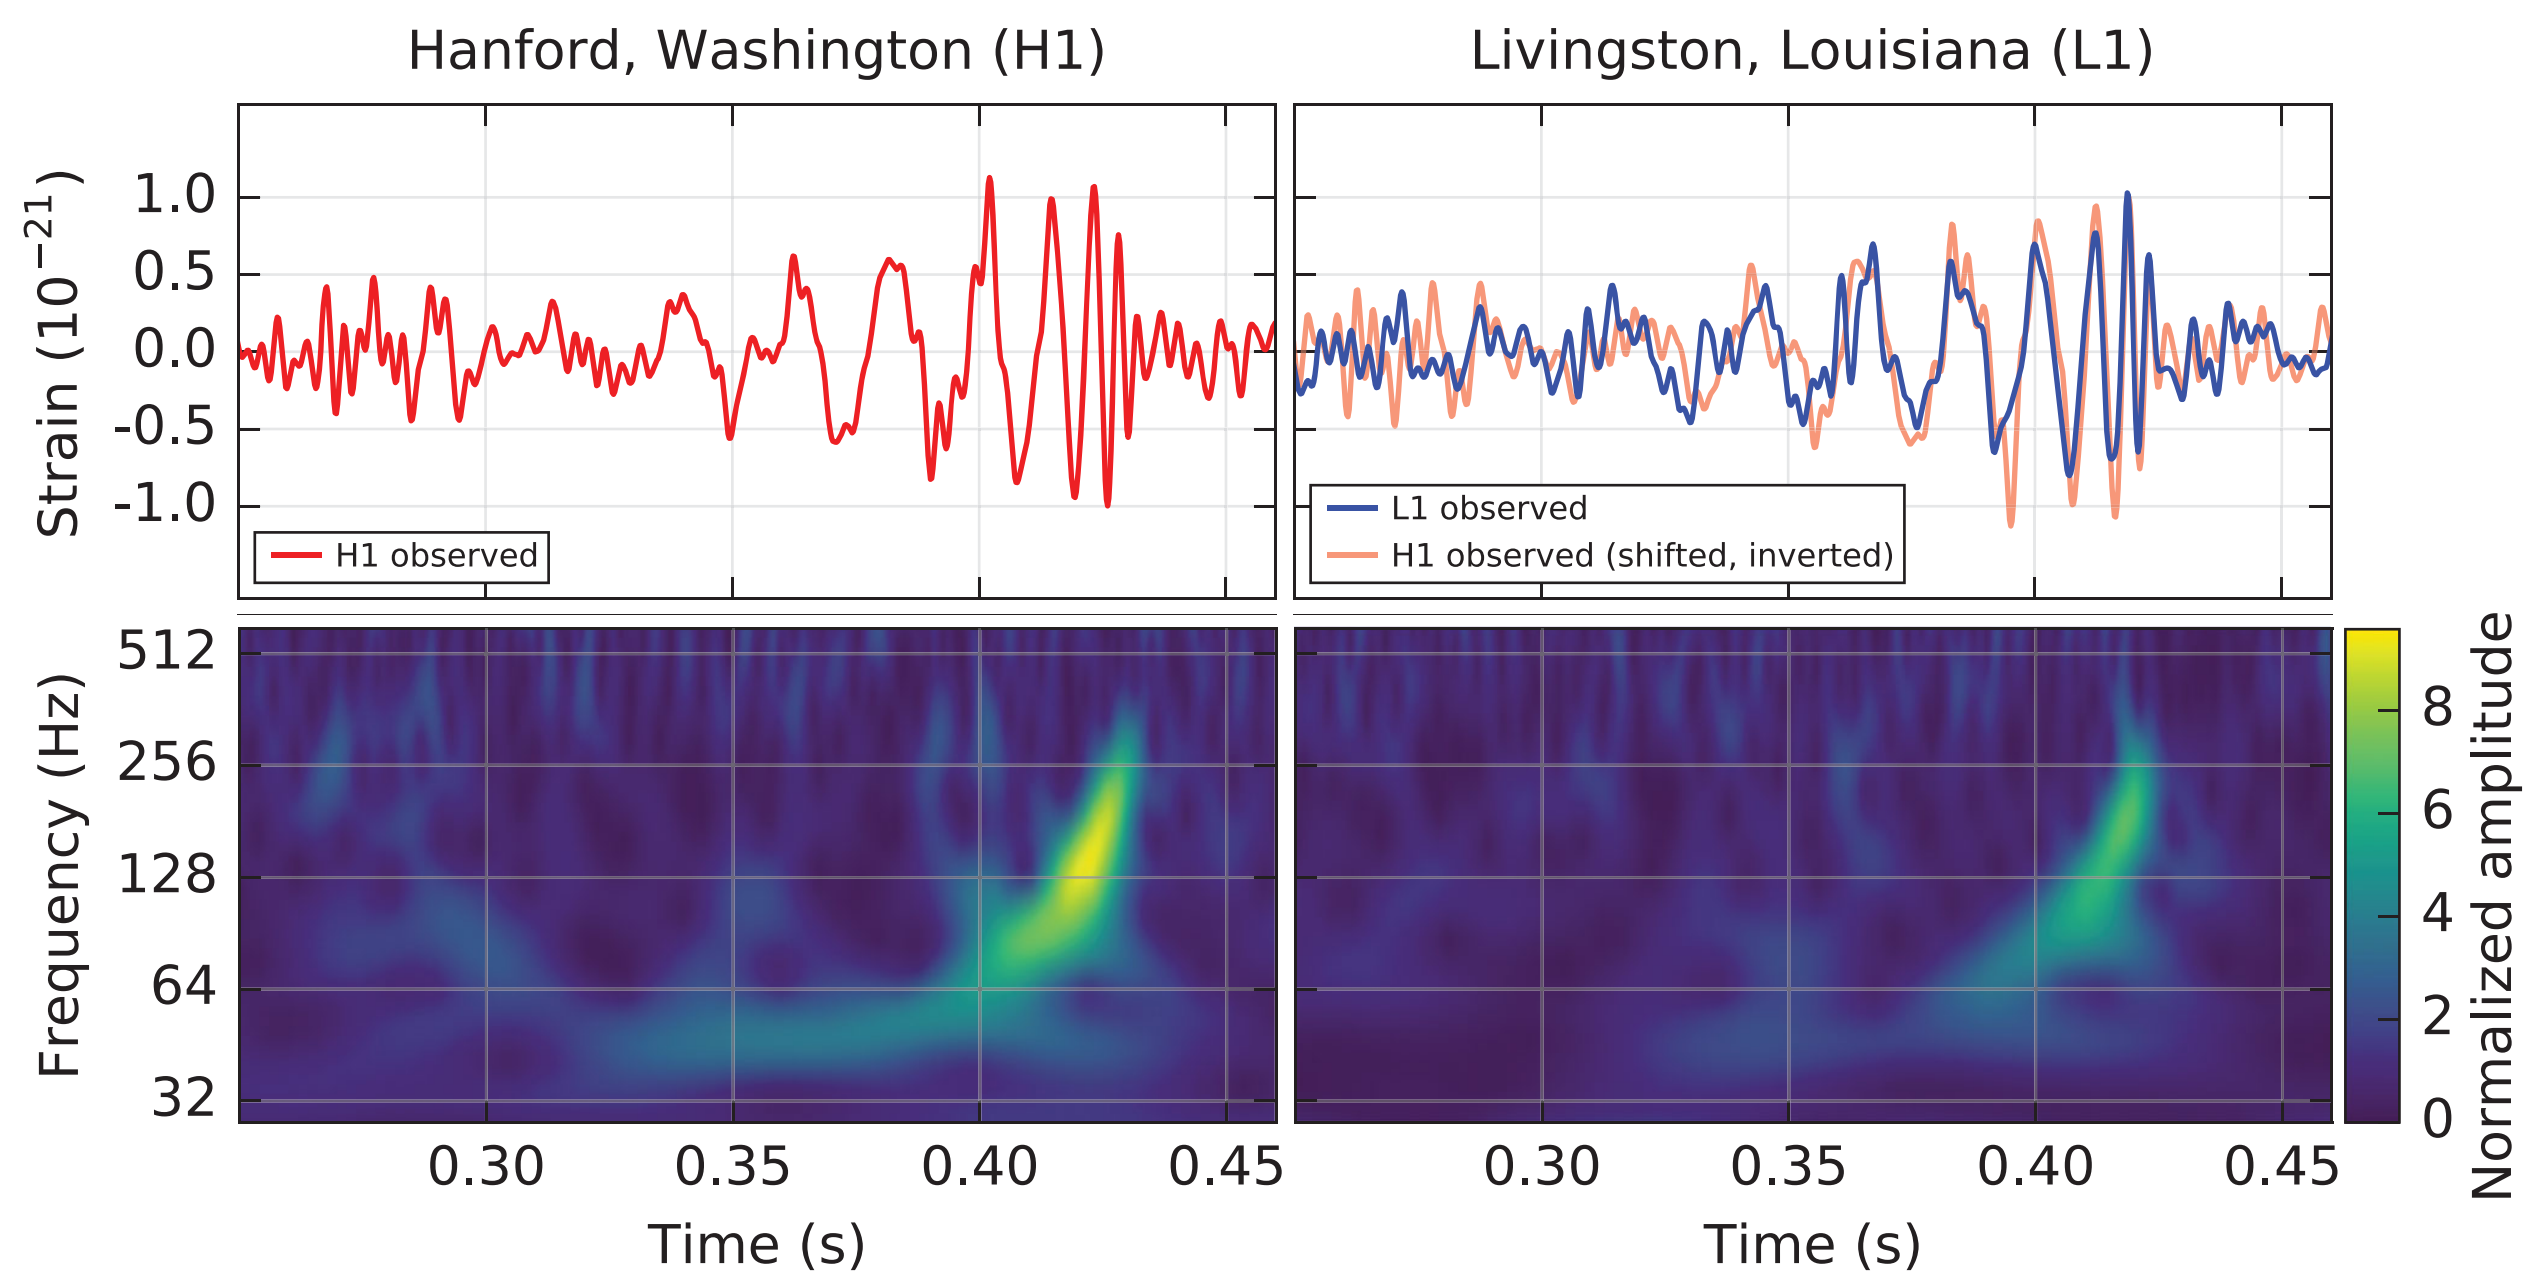 Hanford, Washington (H1)
Livingston, Louisiana (L1)
Strain (10⁻²¹)
1.0
0.5
0.0
-0.5
-1.0
H1 observed
L1 observed
H1 observed (shifted, inverted)
Frequency (Hz)
512
256
128
64
32
Normalized amplitude
8
6
4
2
0
0.30 0.35 0.40 0.45
0.30 0.35 0.40 0.45
Time (s)
Time (s)